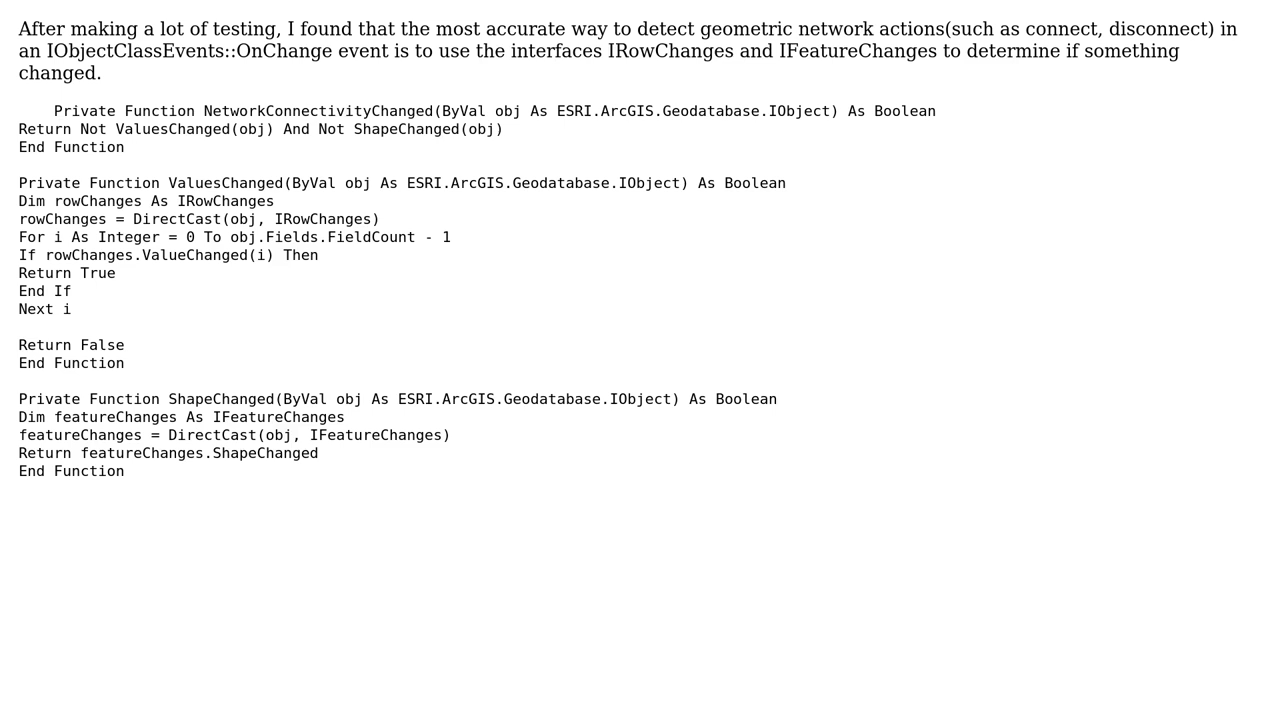 After making a lot of testing, I found that the most accurate way to detect geometric network actions(such as connect, disconnect) in
an IObjectClassEvents::OnChange event is to use the interfaces IRowChanges and IFeatureChanges to determine if something
changed.
    Private Function NetworkConnectivityChanged(ByVal obj As ESRI.ArcGIS.Geodatabase.IObject) As Boolean
Return Not ValuesChanged(obj) And Not ShapeChanged(obj)
End Function

Private Function ValuesChanged(ByVal obj As ESRI.ArcGIS.Geodatabase.IObject) As Boolean
Dim rowChanges As IRowChanges
rowChanges = DirectCast(obj, IRowChanges)
For i As Integer = 0 To obj.Fields.FieldCount - 1
If rowChanges.ValueChanged(i) Then
Return True
End If
Next i

Return False
End Function

Private Function ShapeChanged(ByVal obj As ESRI.ArcGIS.Geodatabase.IObject) As Boolean
Dim featureChanges As IFeatureChanges
featureChanges = DirectCast(obj, IFeatureChanges)
Return featureChanges.ShapeChanged
End Function